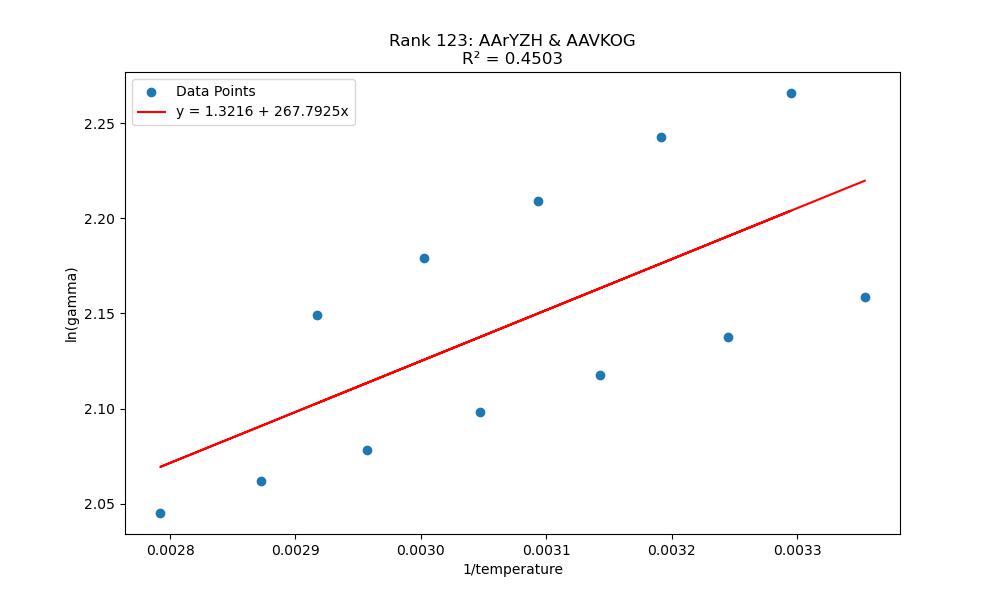 Rank 123: AArYZH & AAVKOG
R² = 0.4503
Data Points
y = 1.3216 + 267.7925x
ln(gamma)
2.25
2.20
2.15
2.10
2.05
0.0028 0.0029 0.0030 0.0031 0.0032 0.0033
1/temperature